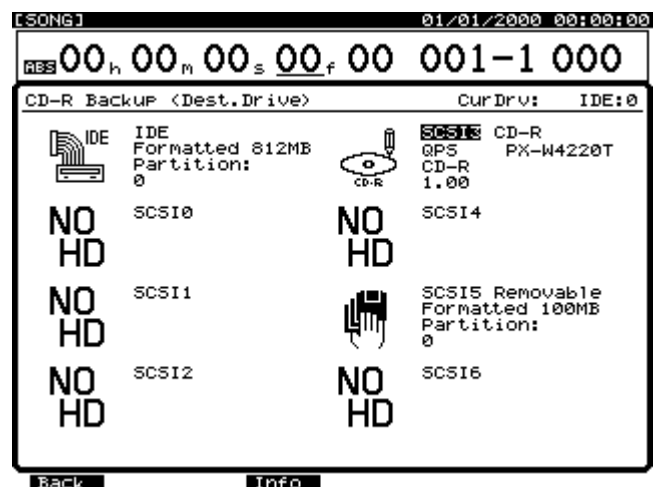 [SONG] 01/01/2000 00:00:00
ABS 00h 00m 00s 00f 00 001-1 000
CD-R Backup <Dest.Drive> CurDrv: IDE:0
IDE
IDE
Formatted 812MB
Partition:
0
CD-R
SCSI3 CD-R
QPS PX-W4220T
CD-R
1.00
NO HD
SCSI0
NO HD
SCSI4
NO HD
SCSI1
SCSI5 Removable
Formatted 100MB
Partition:
0
NO HD
SCSI2
NO HD
SCSI6
Back Info